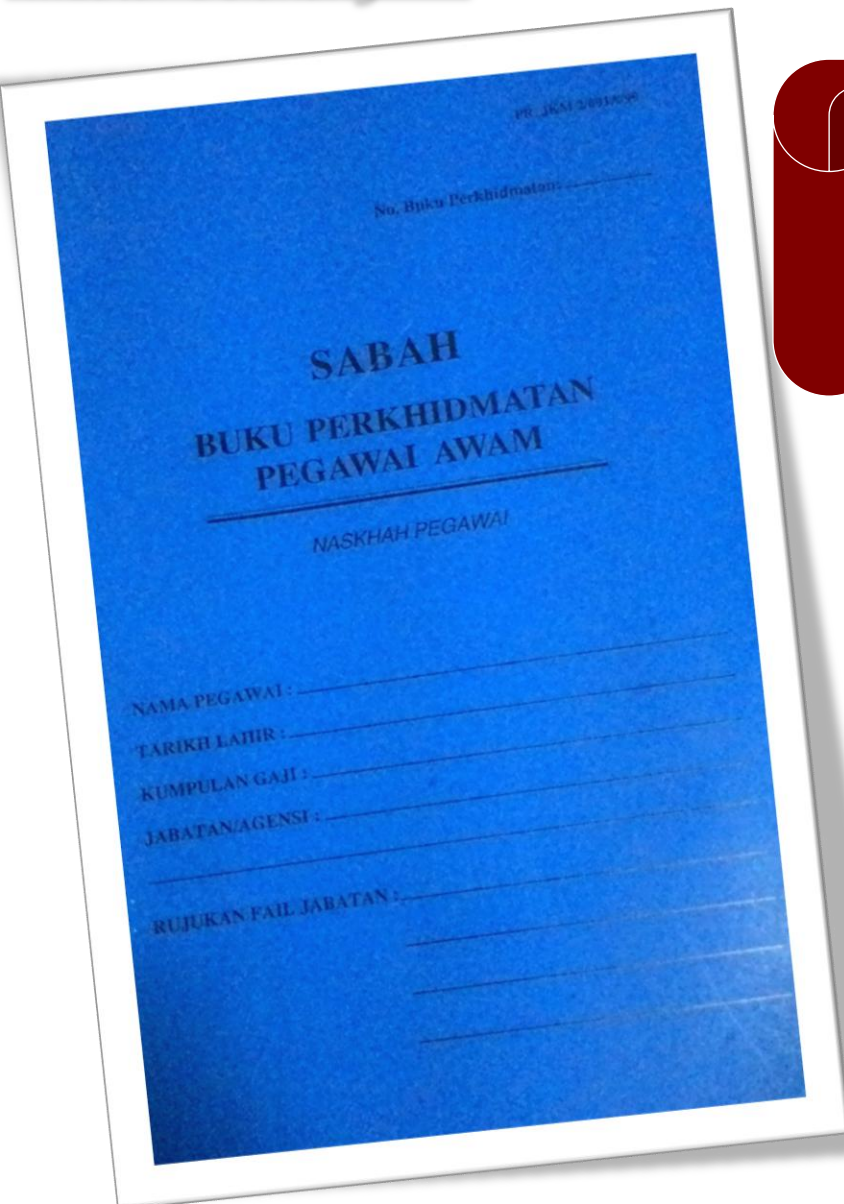 No. Buku Perkhidmatan:
SABAH
BUKU PERKHIDMATAN
PEGAWAI AWAM
NASKHAH PEGAWAI
NAMA PEGAWAI :
TARIKH LAHIR :
KUMPULAN GAJI :
JABATAN/AGENSI :
RUJUKAN FAIL JABATAN :